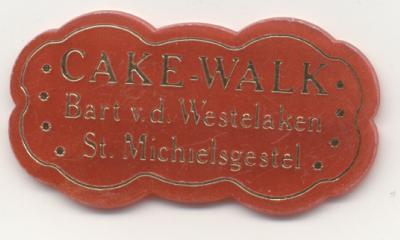 CAKE-WALK
Bart v.d. Westelaken
St. Michielsgestel